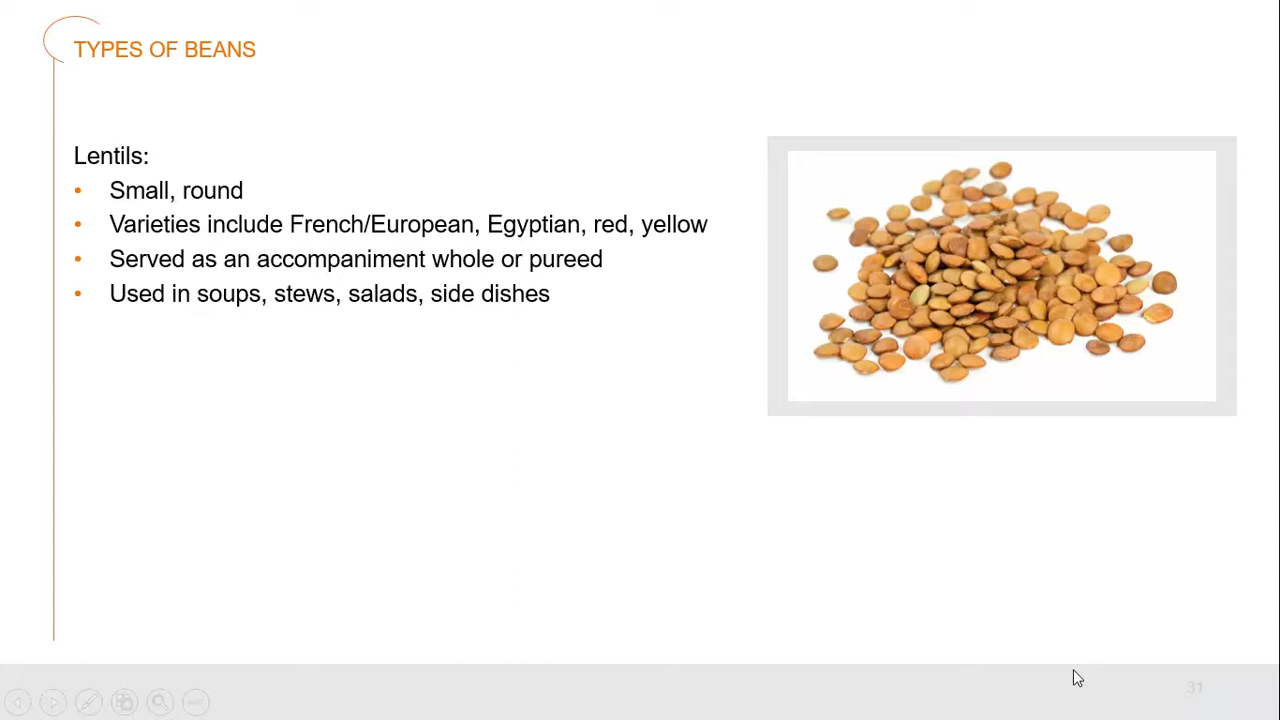 TYPES OF BEANS
Lentils:
• Small, round
• Varieties include French/European, Egyptian, red, yellow
• Served as an accompaniment whole or pureed
• Used in soups, stews, salads, side dishes
31